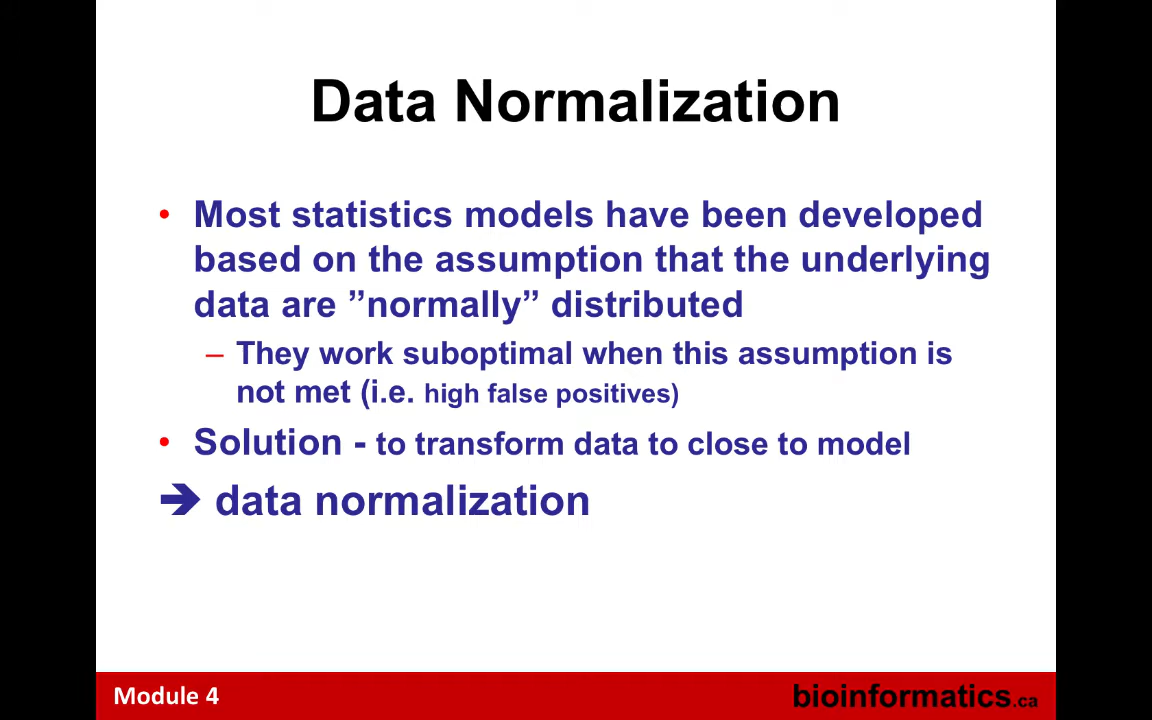 Data Normalization
• Most statistics models have been developed
based on the assumption that the underlying
data are ”normally” distributed
– They work suboptimal when this assumption is
not met (i.e. high false positives)
• Solution - to transform data to close to model
➔ data normalization
Module 4
bioinformatics.ca